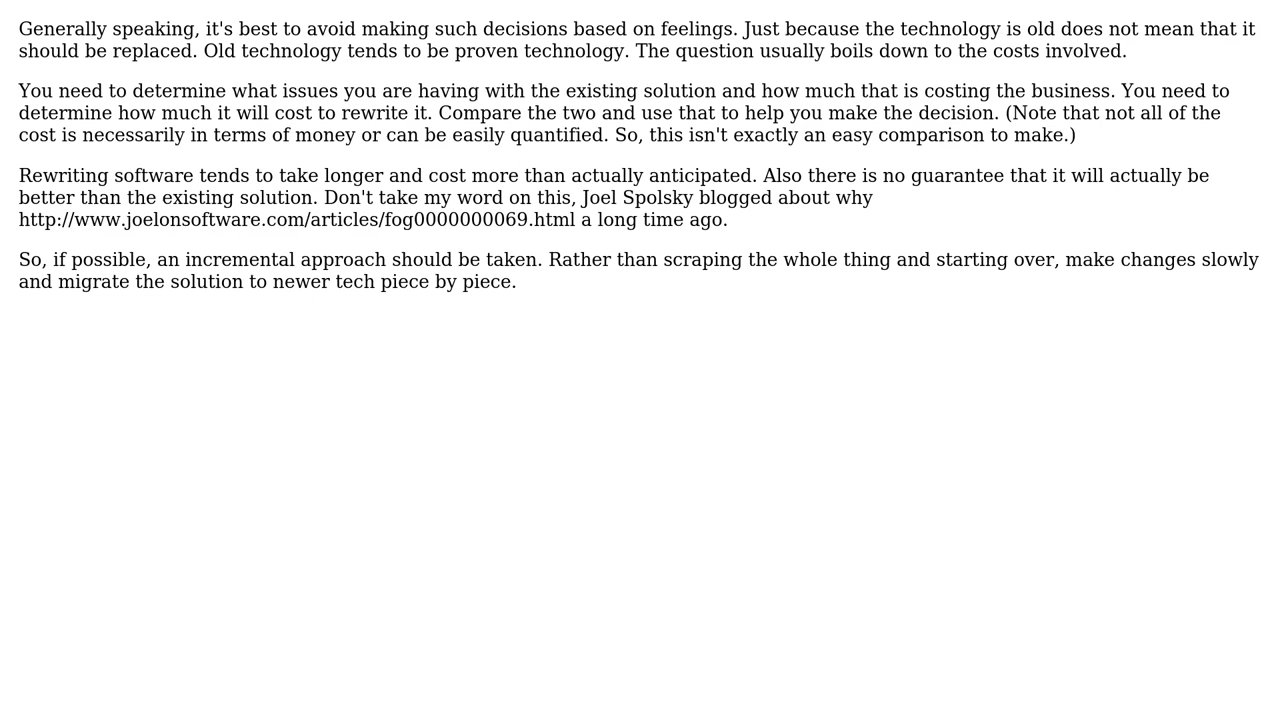 Generally speaking, it's best to avoid making such decisions based on feelings. Just because the technology is old does not mean that it
should be replaced. Old technology tends to be proven technology. The question usually boils down to the costs involved.
You need to determine what issues you are having with the existing solution and how much that is costing the business. You need to
determine how much it will cost to rewrite it. Compare the two and use that to help you make the decision. (Note that not all of the
cost is necessarily in terms of money or can be easily quantified. So, this isn't exactly an easy comparison to make.)
Rewriting software tends to take longer and cost more than actually anticipated. Also there is no guarantee that it will actually be
better than the existing solution. Don't take my word on this, Joel Spolsky blogged about why
http://www.joelonsoftware.com/articles/fog0000000069.html a long time ago.
So, if possible, an incremental approach should be taken. Rather than scraping the whole thing and starting over, make changes slowly
and migrate the solution to newer tech piece by piece.